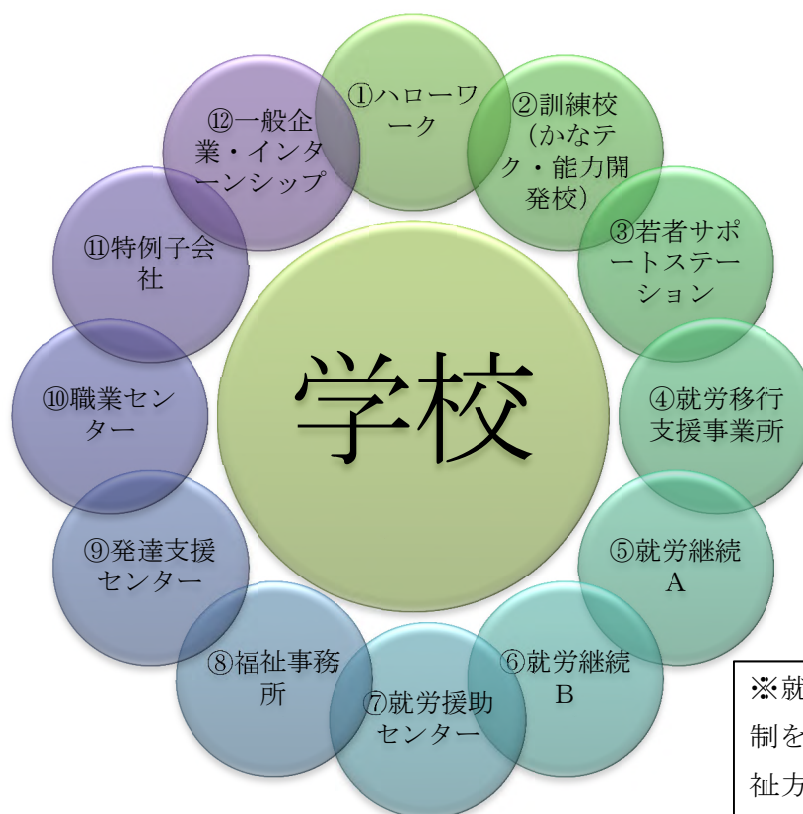 ①ハローワ
ーク
②訓練校
（かなテ
ク・能力開
発校）
③若者サポ
ートステー
ション
④就労移行
支援事業所
⑤就労継続
A
⑥就労継続
B
⑦就労援助
センター
⑧福祉事務
所
⑨発達支援
センター
⑩職業セン
ター
⑪特例子会
社
⑫一般企
業・インタ
ーンシップ
学校
※就
制を
祉方